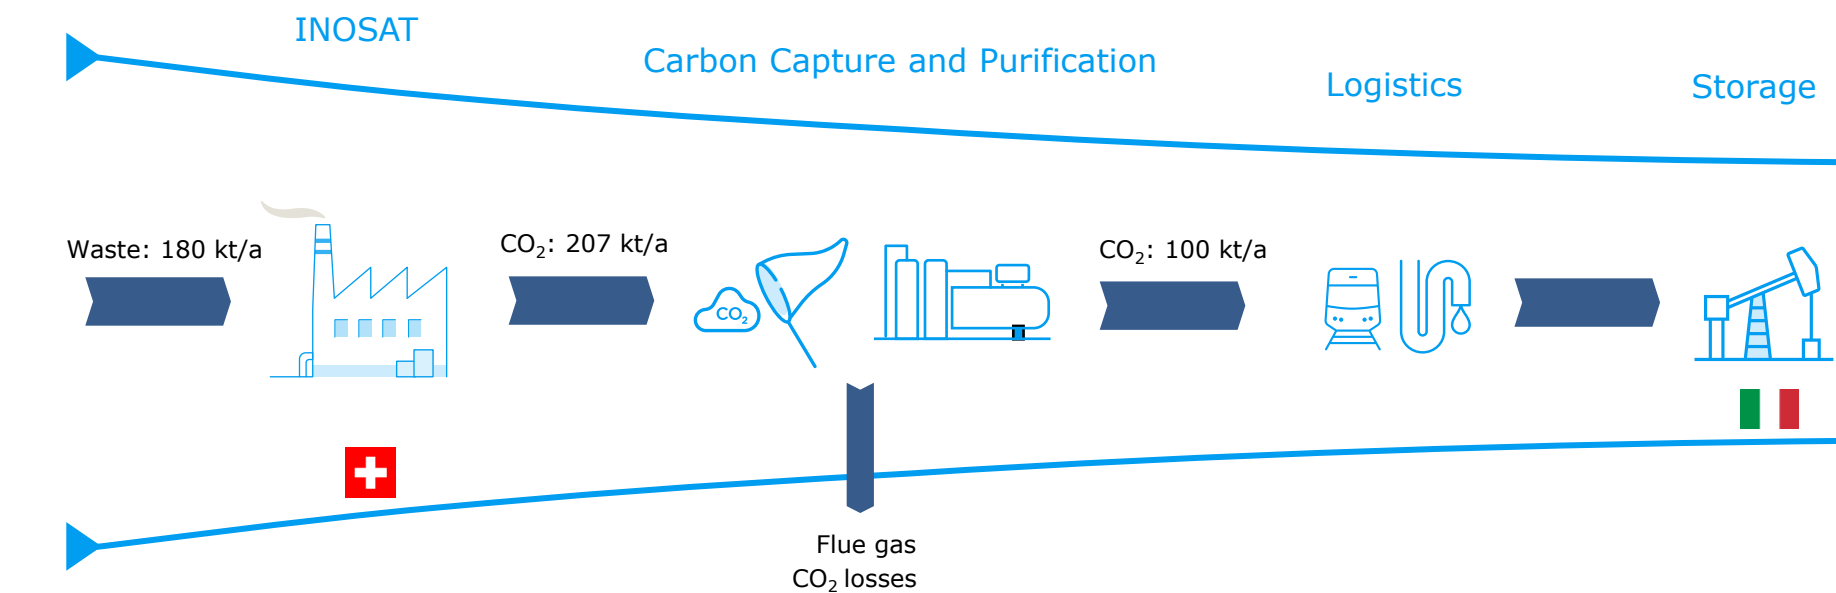 INOSAT
Carbon Capture and Purification
Logistics
Storage
Waste: 180 kt/a
CO₂: 207 kt/a
CO₂: 100 kt/a
CO₂
Flue gas
CO₂ losses